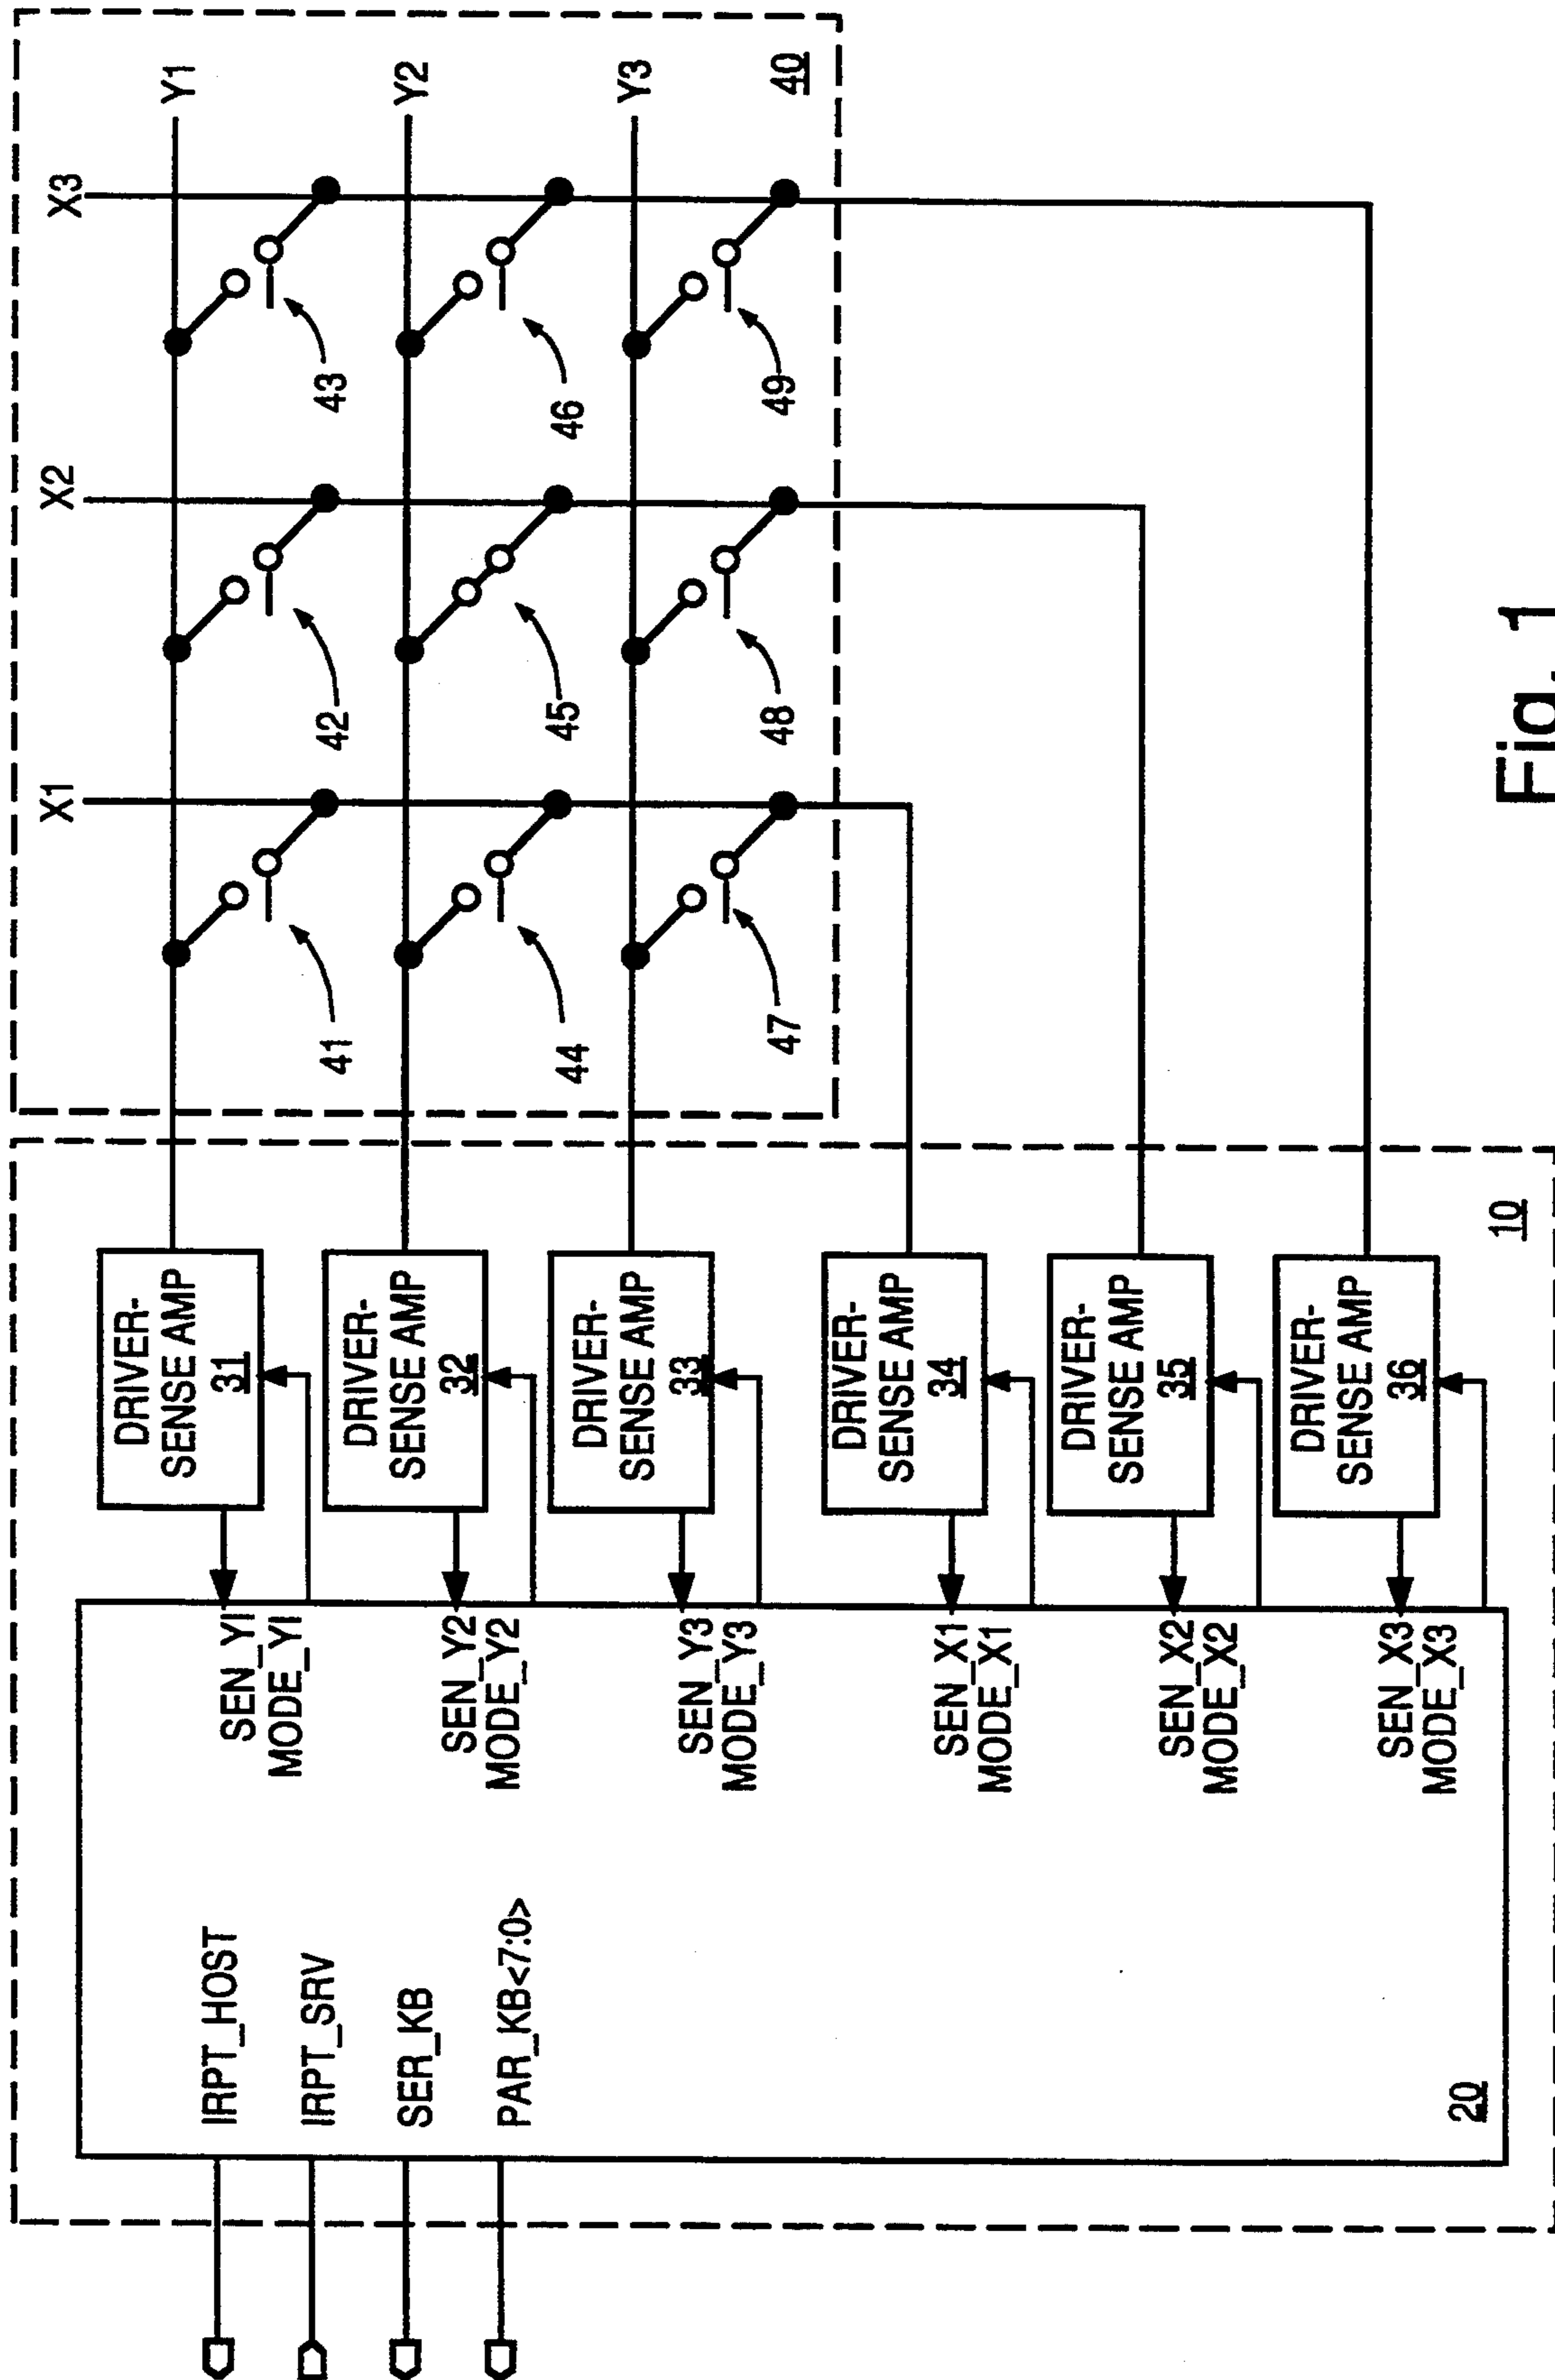 IRPT_HOST
IRPT_SRV
SER_KB
PAR_KB<7:0>
20
SEN_YI
MODE_YI
SEN_Y2
MODE_Y2
SEN_Y3
MODE_Y3
SEN_X1
MODE_X1
SEN_X2
MODE_X2
SEN_X3
MODE_X3
DRIVER-
SENSE AMP
31
DRIVER-
SENSE AMP
32
DRIVER-
SENSE AMP
33
DRIVER-
SENSE AMP
34
DRIVER-
SENSE AMP
35
DRIVER-
SENSE AMP
36
10
X1
X2
X3
Y1
Y2
Y3
41
42
43
44
45
46
47
48
49
40
Fig. 1